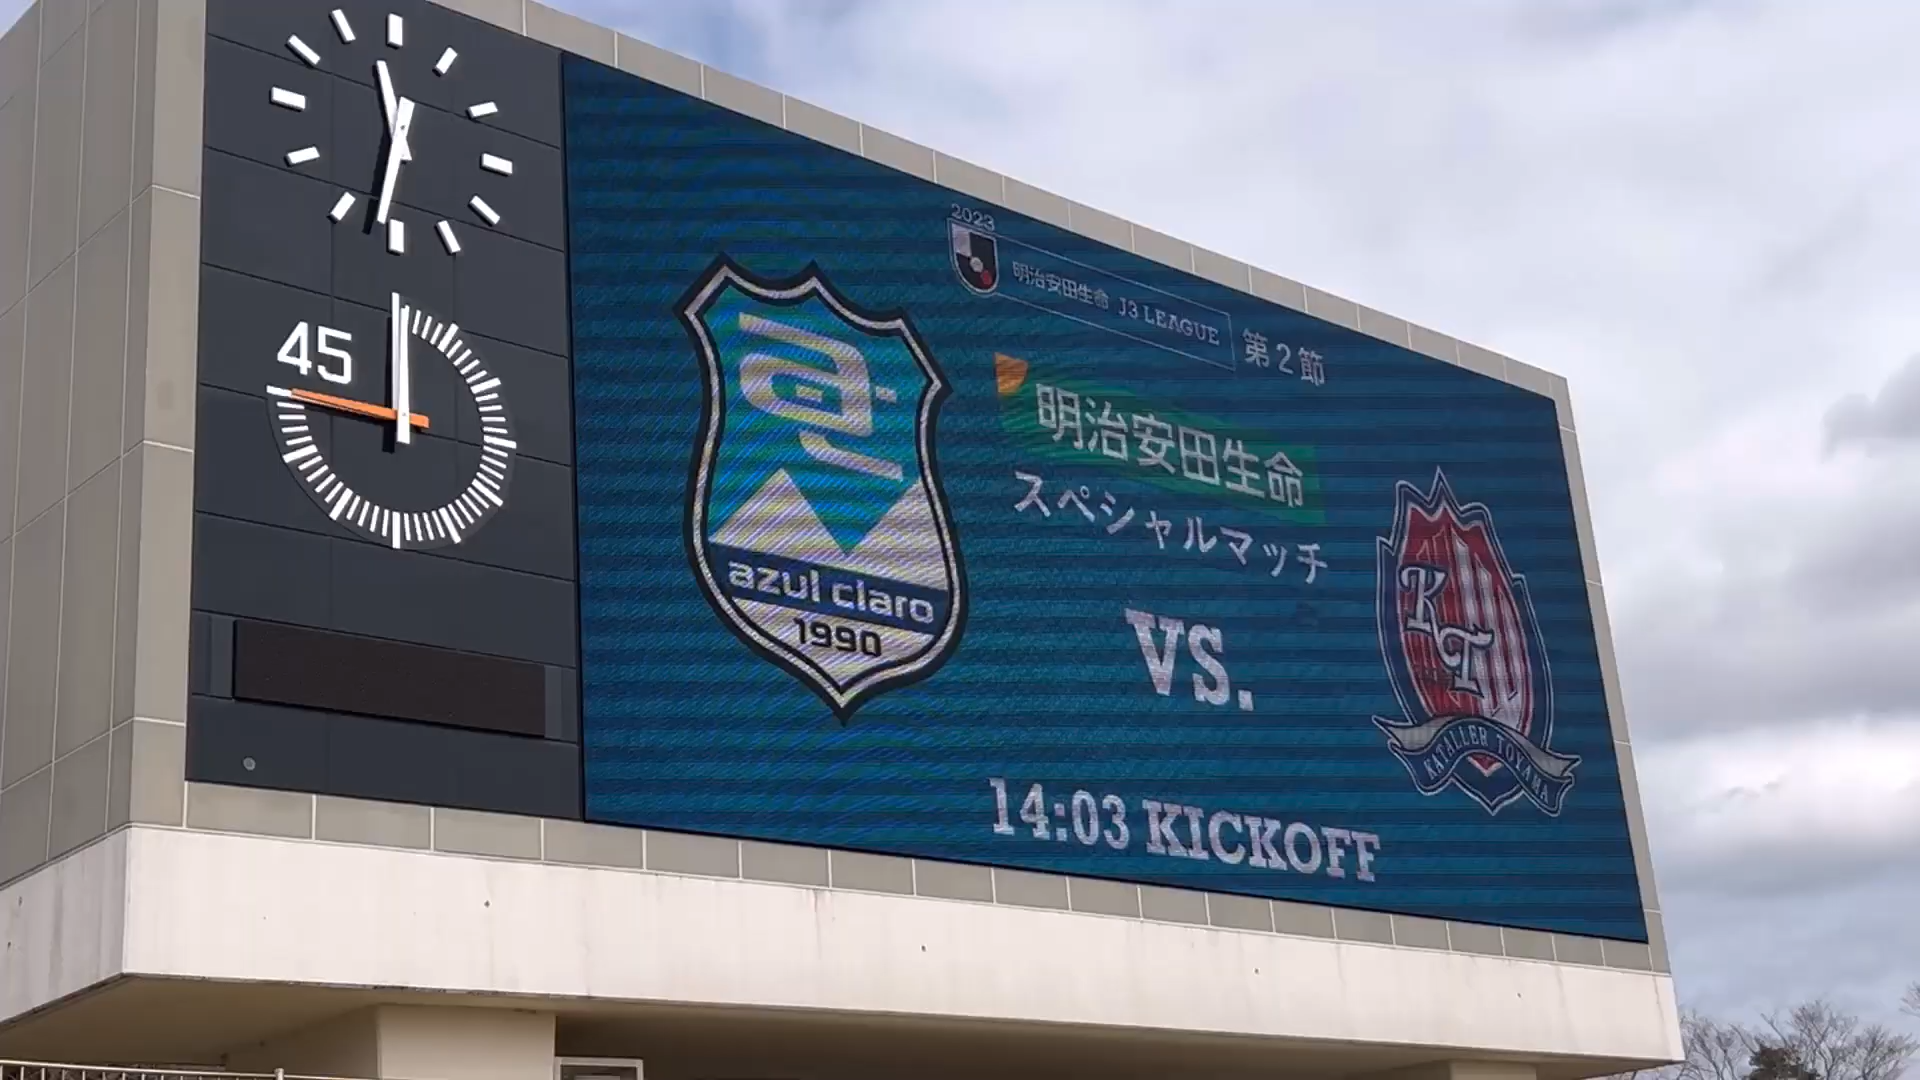 45
2023
明治安田生命 J3 LEAGUE 第2節
明治安田生命
スペシャルマッチ
azul claro
1990
VS.
KT
KATALLER TOYAMA
14:03 KICKOFF